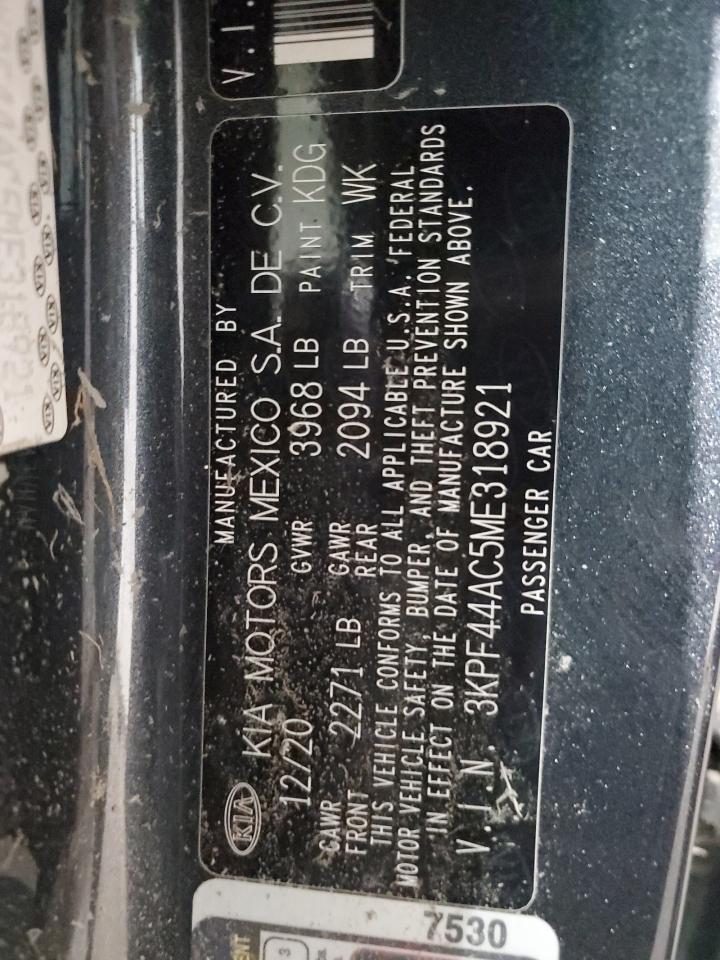 V.I.
MANUFACTURED BY
KIA KIA MOTORS MEXICO S.A. DE C.V.
12/20 GVWR 3968 LB PAINT KDG
GAWR FRONT 2271 LB GAWR REAR 2094 LB TRIM WK
THIS VEHICLE CONFORMS TO ALL APPLICABLE U.S.A. FEDERAL
MOTOR VEHICLE SAFETY, BUMPER, AND THEFT PREVENTION STANDARDS
IN EFFECT ON THE DATE OF MANUFACTURE SHOWN ABOVE.
V.I.N. 3KPF44AC5ME318921
PASSENGER CAR
7530
3